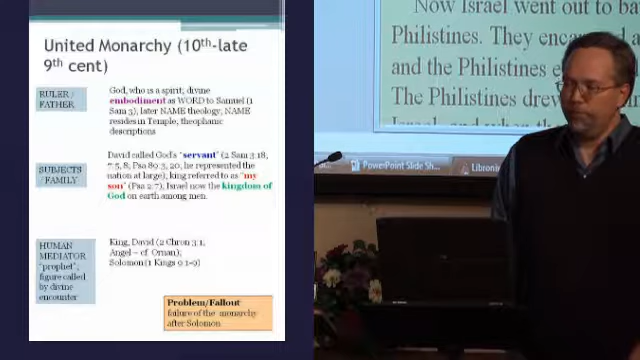 United Monarchy (10th-late
9th cent)
RULER /
FATHER
God, who is a spirit; divine
embodiment as WORD to Samuel (1
Sam 3); later NAME theology, NAME
resides in Temple, theophanic
descriptions
SUBJECTS
/FAMILY
David called God's "servant" (2 Sam 3:18,
7:5, 8; Psa 89:3, 20, he represented the
nation at large); king referred to as "my
son" (Psa 2:7); Israel now the kingdom of
God on earth among men.
HUMAN
MEDIATOR
"prophet";
figure called
by divine
encounter
King, David (2 Chron 3:1,
Angel – cf Ornan);
Solomon (1 Kings 9:1-9)
Problem/Fallout
failure of the monarchy
after Solomon
Now Israel went out to
Philistines. They
and the Philistines
The Philistines
PowerPoint Slide Sh...